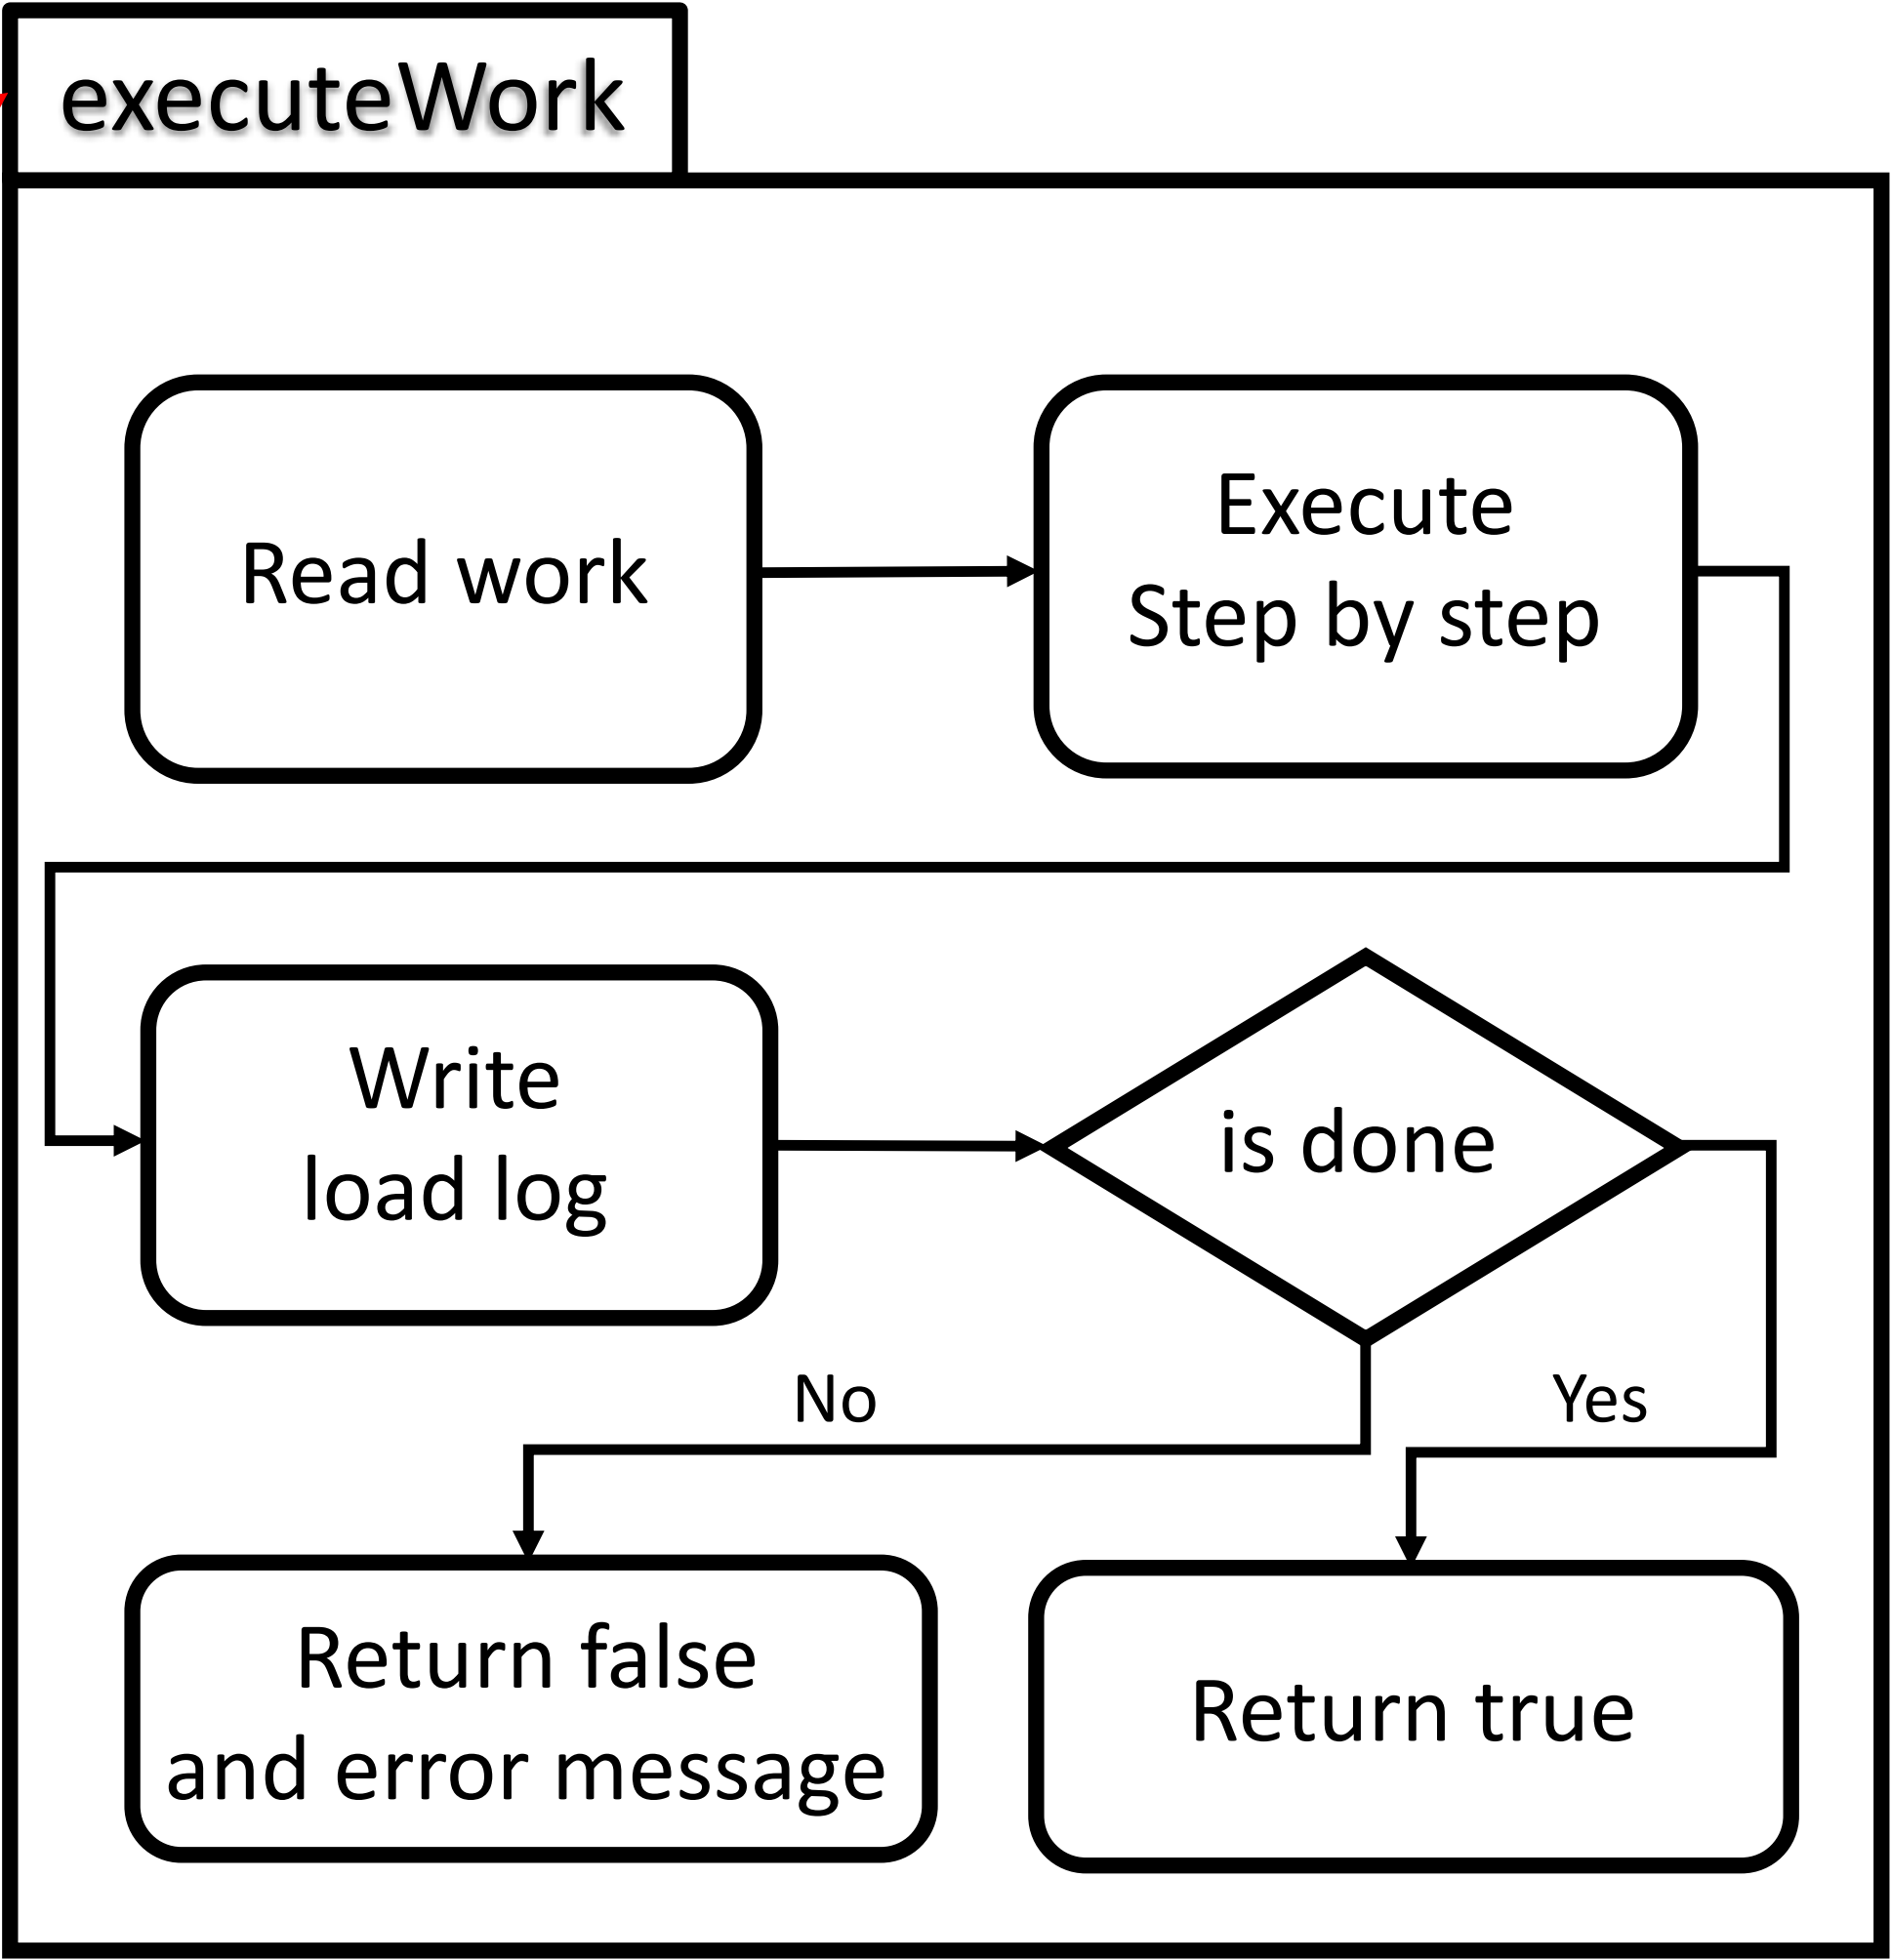 executeWork
Read work
Execute
Step by step
Write
load log
is done
No
Yes
Return false
and error message
Return true